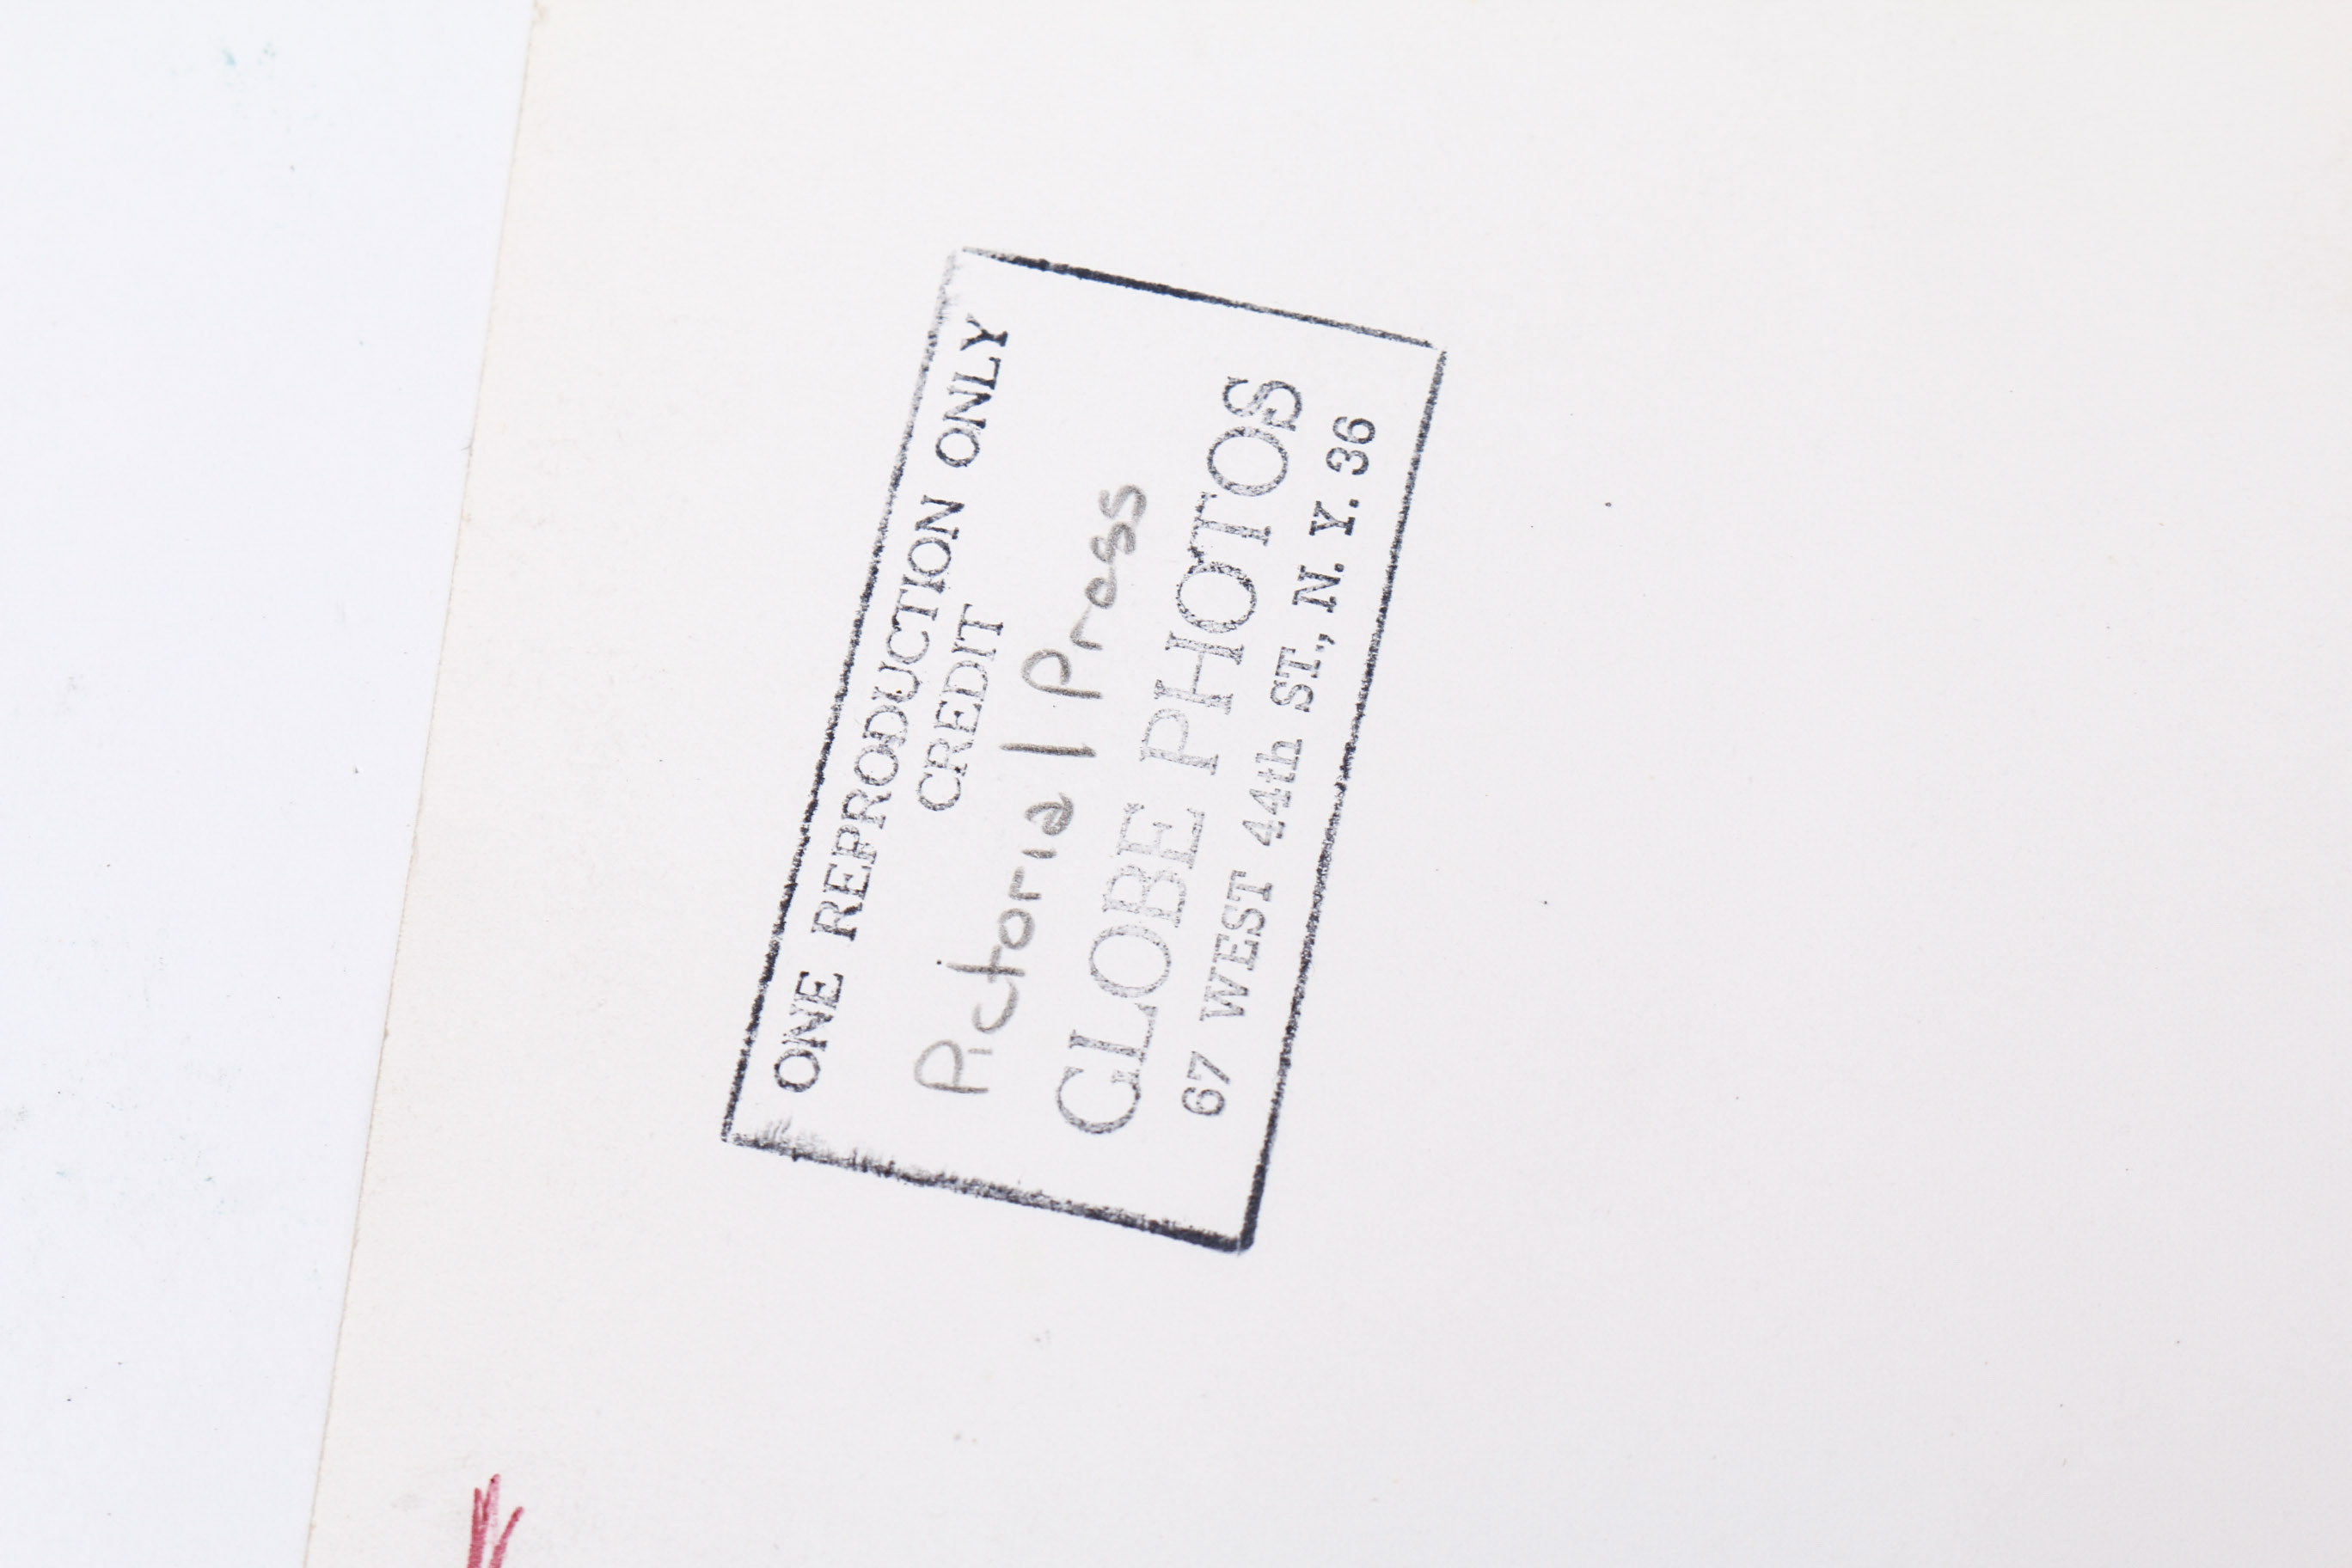 ONE REPRODUCTION ONLY
CREDIT
Pictorial Press
GLOBE PHOTOS
67 WEST 44th ST., N. Y. 36